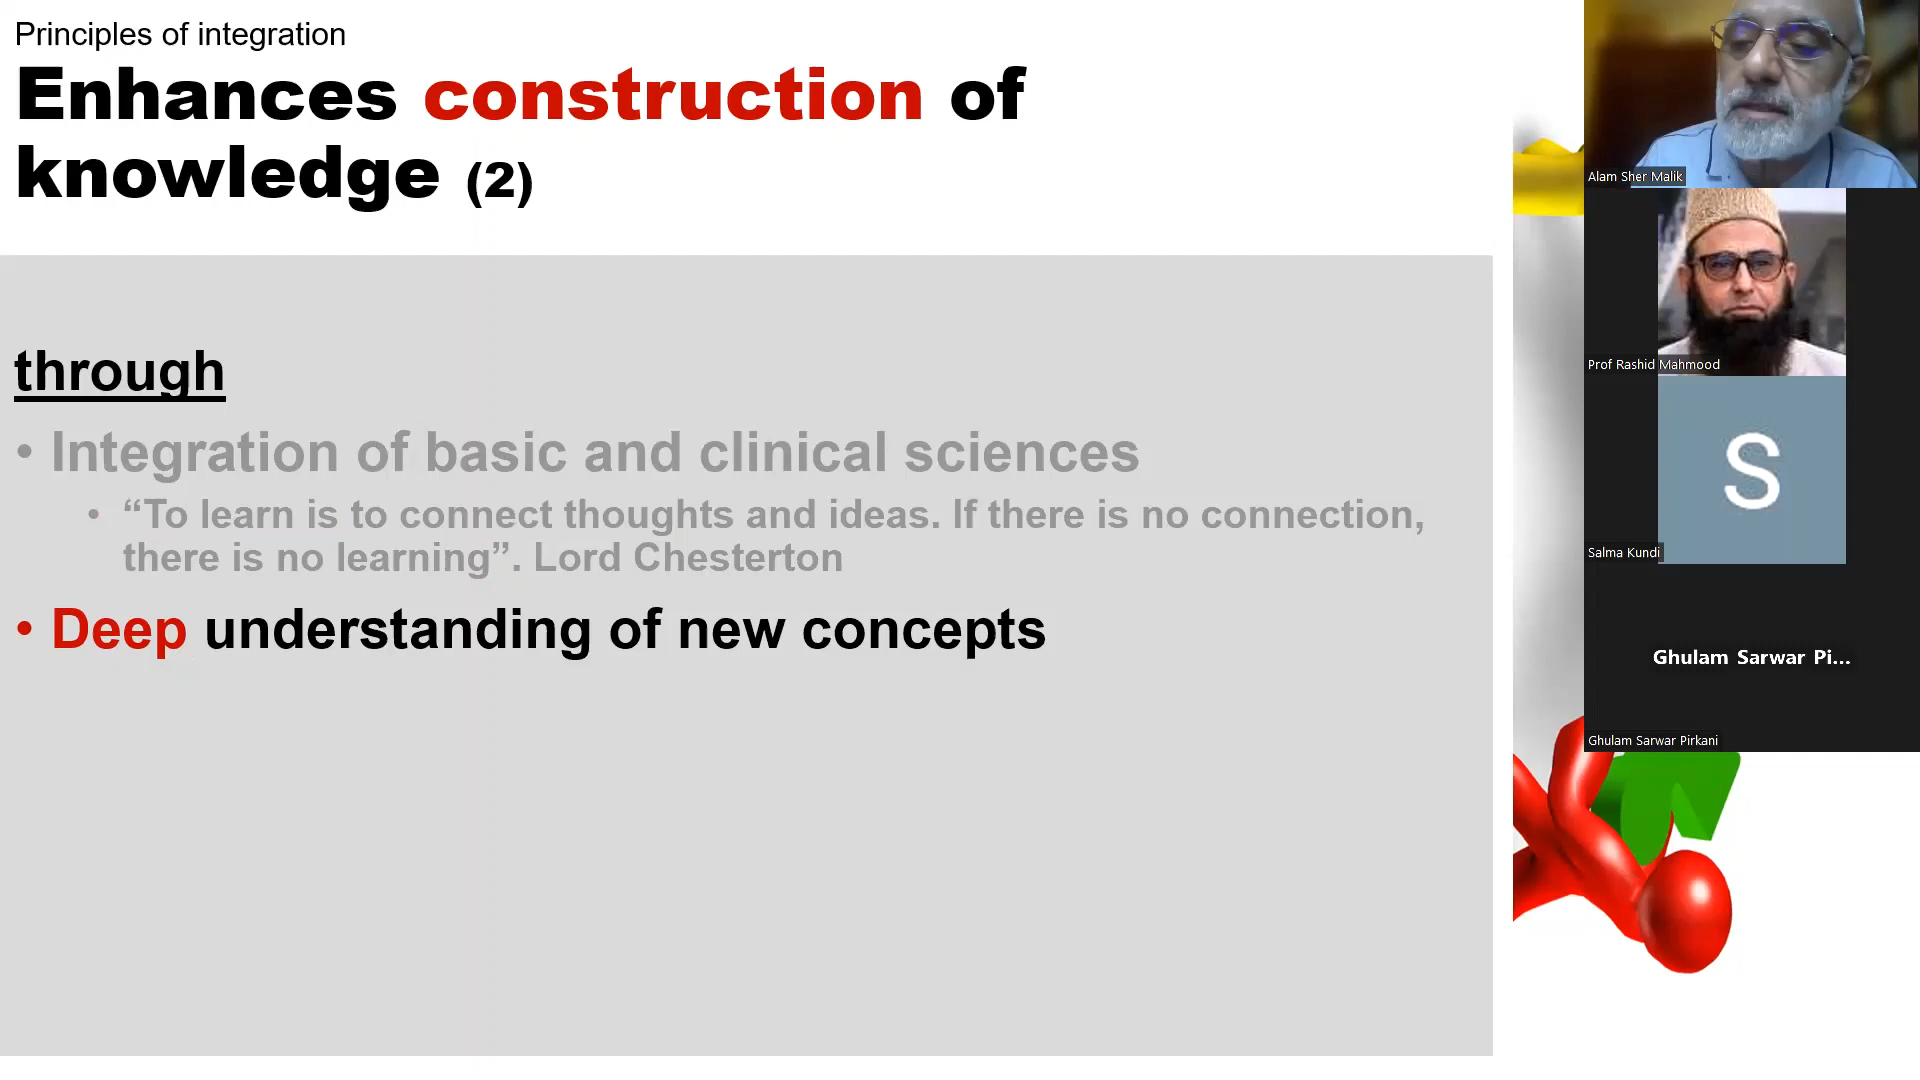 Principles of integration
Enhances construction of
knowledge (2)
through
• Integration of basic and clinical sciences
• “To learn is to connect thoughts and ideas. If there is no connection,
there is no learning”. Lord Chesterton
• Deep understanding of new concepts
Alam Sher Malik
Prof Rashid Mahmood
S
Salma Kundi
Ghulam Sarwar Pi...
Ghulam Sarwar Pirkani